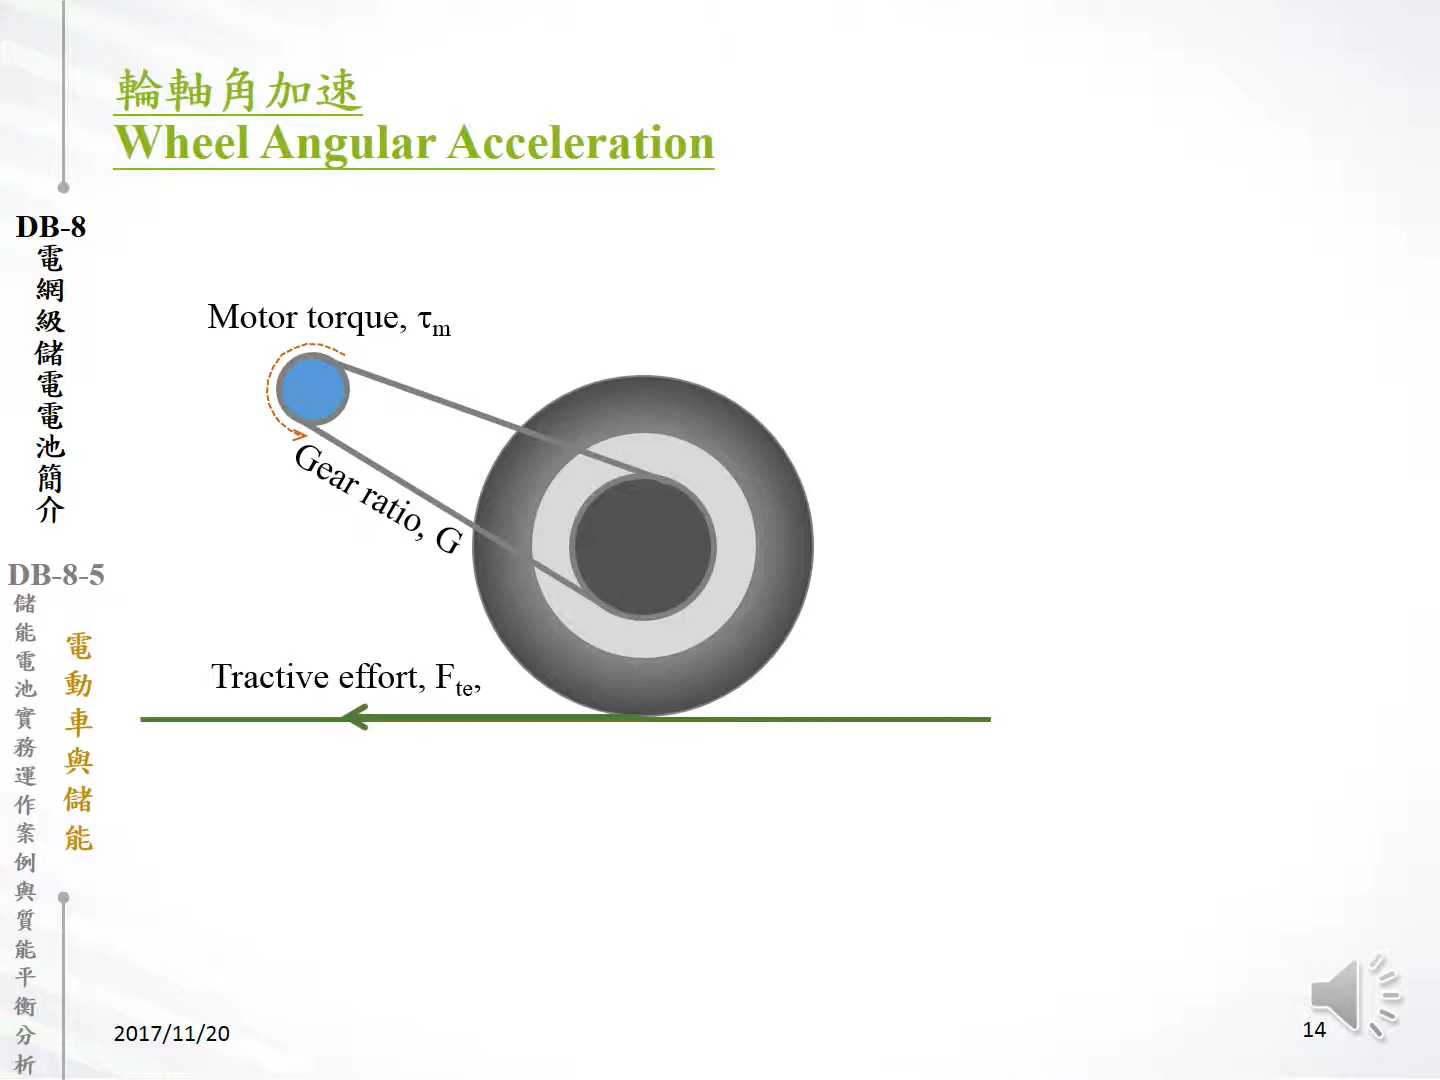 輪軸角加速
Wheel Angular Acceleration
DB-8
電網級儲電電池簡介
DB-8-5
儲能電池實務運作案例與質能平衡分析
電動車與儲能
Motor torque, τm
Gear ratio, G
Tractive effort, Fte,
2017/11/20
14